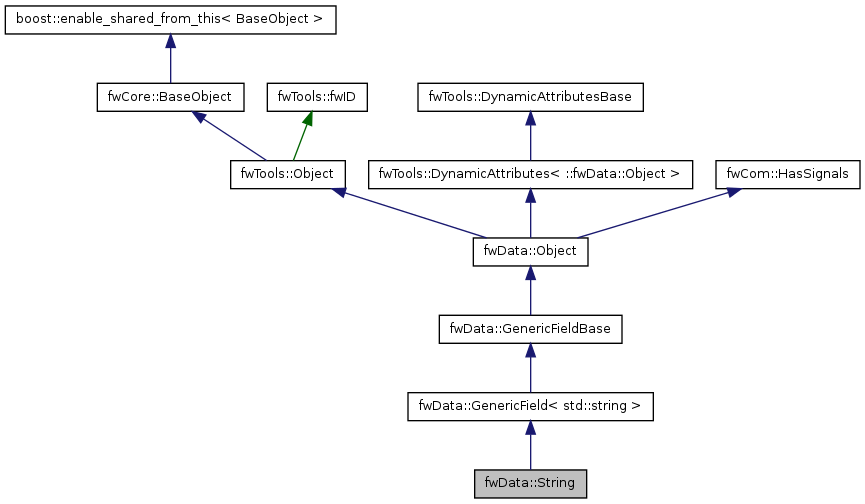 boost::enable_shared_from_this< BaseObject >
fwCore::BaseObject
fwTools::fwID
fwTools::DynamicAttributesBase
fwTools::Object
fwTools::DynamicAttributes< ::fwData::Object >
fwCom::HasSignals
fwData::Object
fwData::GenericFieldBase
fwData::GenericField< std::string >
fwData::String